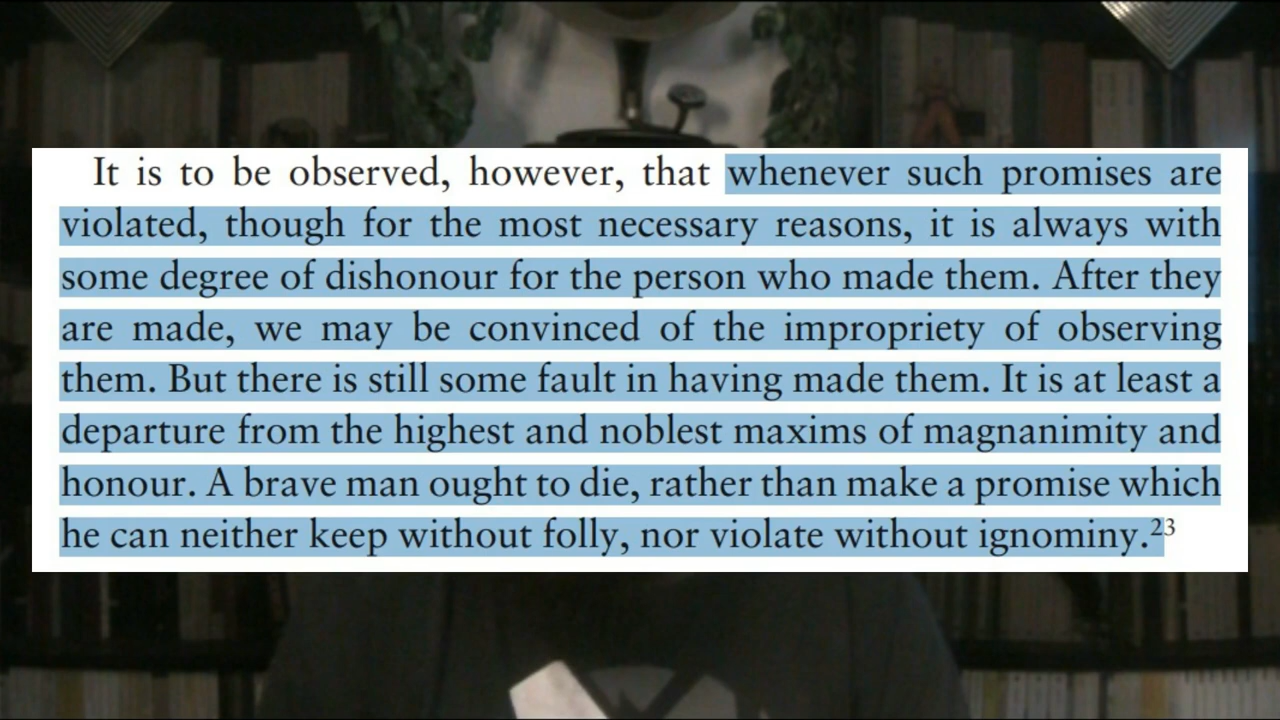 It is to be observed, however, that whenever such promises are
violated, though for the most necessary reasons, it is always with
some degree of dishonour for the person who made them. After they
are made, we may be convinced of the impropriety of observing
them. But there is still some fault in having made them. It is at least a
departure from the highest and noblest maxims of magnanimity and
honour. A brave man ought to die, rather than make a promise which
he can neither keep without folly, nor violate without ignominy.²³